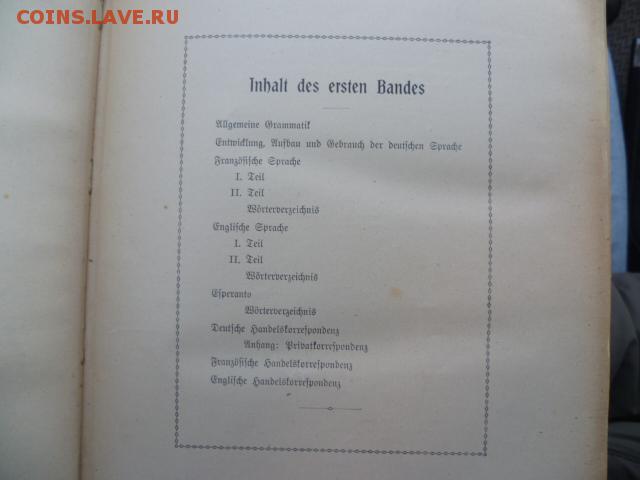 COINS.LAVE.RU
Inhalt des ersten Bandes
Allgemeine Grammatik
Entwicklung, Aufbau und Gebrauch der deutschen Sprache
Französische Sprache
I. Teil
II. Teil
Wörterverzeichnis
Englische Sprache
I. Teil
II. Teil
Wörterverzeichnis
Esperanto
Wörterverzeichnis
Deutsche Handelskorrespondenz
Anhang: Privatkorrespondenz
Französische Handelskorrespondenz
Englische Handelskorrespondenz